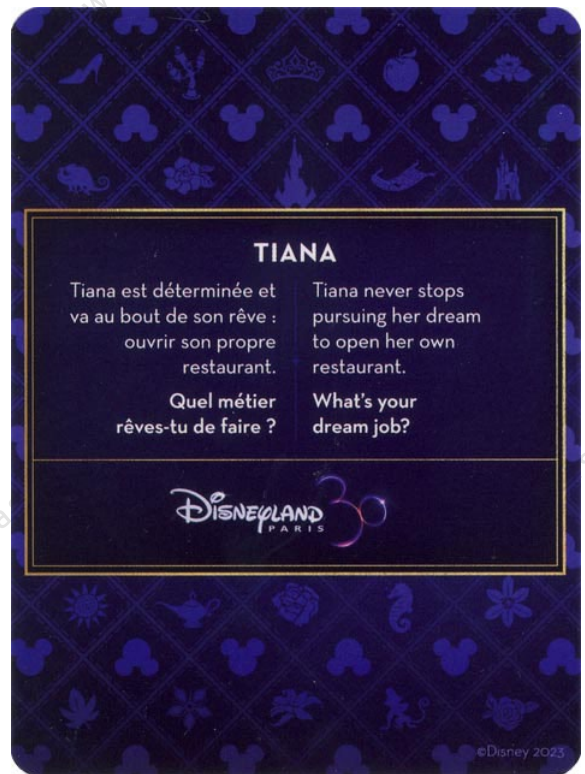 TIANA
Tiana est déterminée et
va au bout de son rêve :
ouvrir son propre
restaurant.
Quel métier
rêves-tu de faire ?
Tiana never stops
pursuing her dream
to open her own
restaurant.
What's your
dream job?
DISNEYLAND 30
PARIS
©Disney 2023